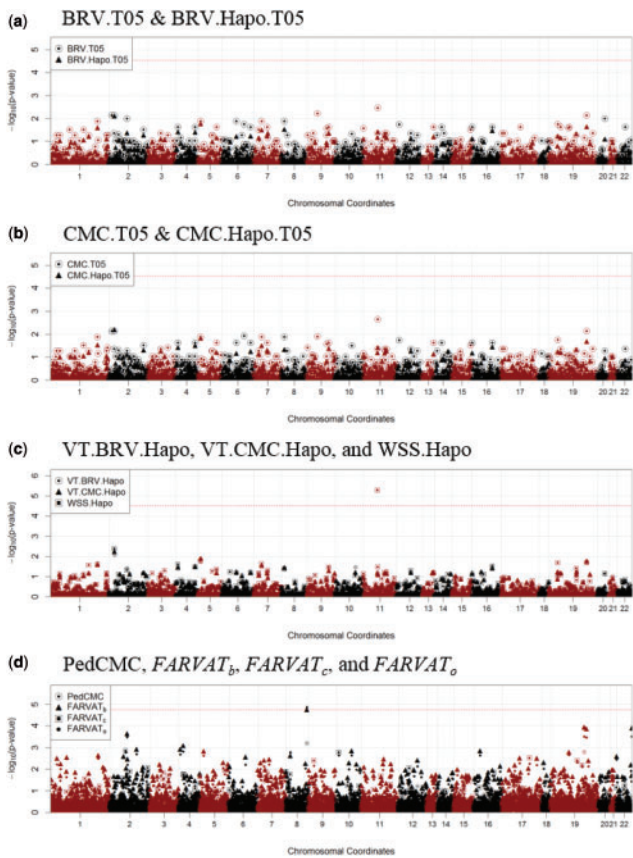 (a) BRV.T05 & BRV.Hapo.T05
BRV.T05
BRV.Hapo.T05
−log10(p-value)
0 1 2 3 4 5
1 2 3 4 5 6 7 8 9 10 11 12 13 14 15 16 17 18 19 20 21 22
Chromosomal Coordinates
(b) CMC.T05 & CMC.Hapo.T05
CMC.T05
CMC.Hapo.T05
−log10(p-value)
0 1 2 3 4 5
1 2 3 4 5 6 7 8 9 10 11 12 13 14 15 16 17 18 19 20 21 22
Chromosomal Coordinates
(c) VT.BRV.Hapo, VT.CMC.Hapo, and WSS.Hapo
VT.BRV.Hapo
VT.CMC.Hapo
WSS.Hapo
−log10(p-value)
0 1 2 3 4 5 6
1 2 3 4 5 6 7 8 9 10 11 12 13 14 15 16 17 18 19 20 21 22
Chromosomal Coordinates
(d) PedCMC, FARVATb, FARVATc, and FARVATo
PedCMC
FARVATb
FARVATc
FARVATo
−log10(p-value)
0 1 2 3 4 5 6
1 2 3 4 5 6 7 8 9 10 11 12 13 14 15 16 17 18 19 20 21 22
Chromosomal Coordinates